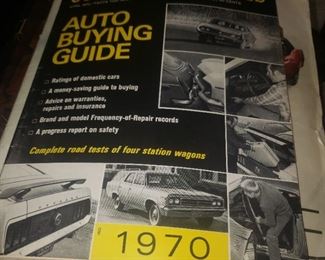 AUTO
BUYING
GUIDE
Ratings of domestic cars
A money-saving guide to buying
Advice on warranties,
repairs and insurance
Brand and model Frequency-of-Repair records
A progress report on safety
Complete road tests of four station wagons
1970